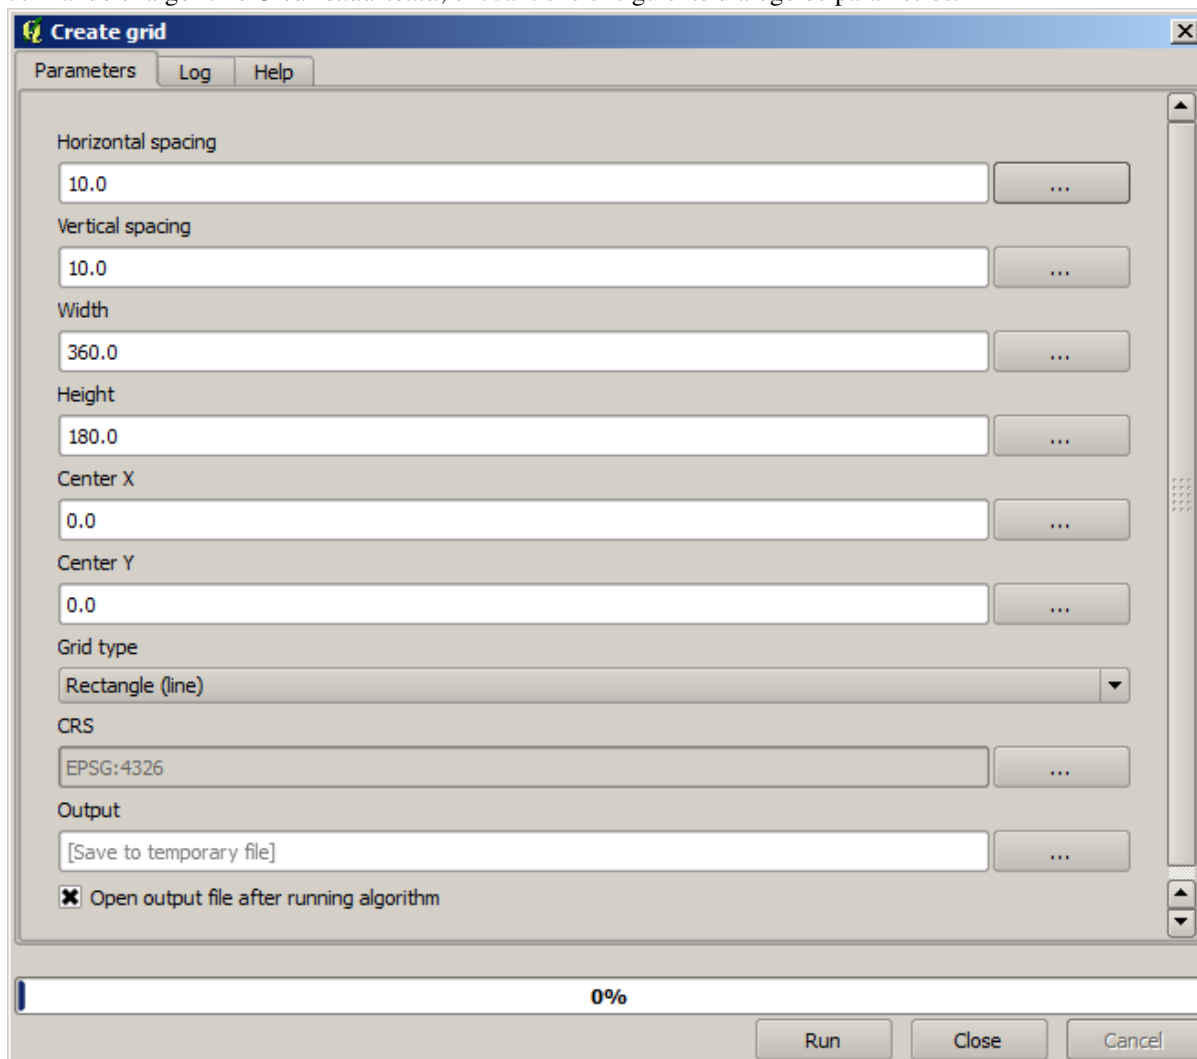 Create grid
Parameters Log Help
Horizontal spacing
10.0 ...
Vertical spacing
10.0 ...
Width
360.0 ...
Height
180.0 ...
Center X
0.0 ...
Center Y
0.0 ...
Grid type
Rectangle (line)
CRS
EPSG:4326 ...
Output
[Save to temporary file] ...
Open output file after running algorithm
0%
Run Close Cancel